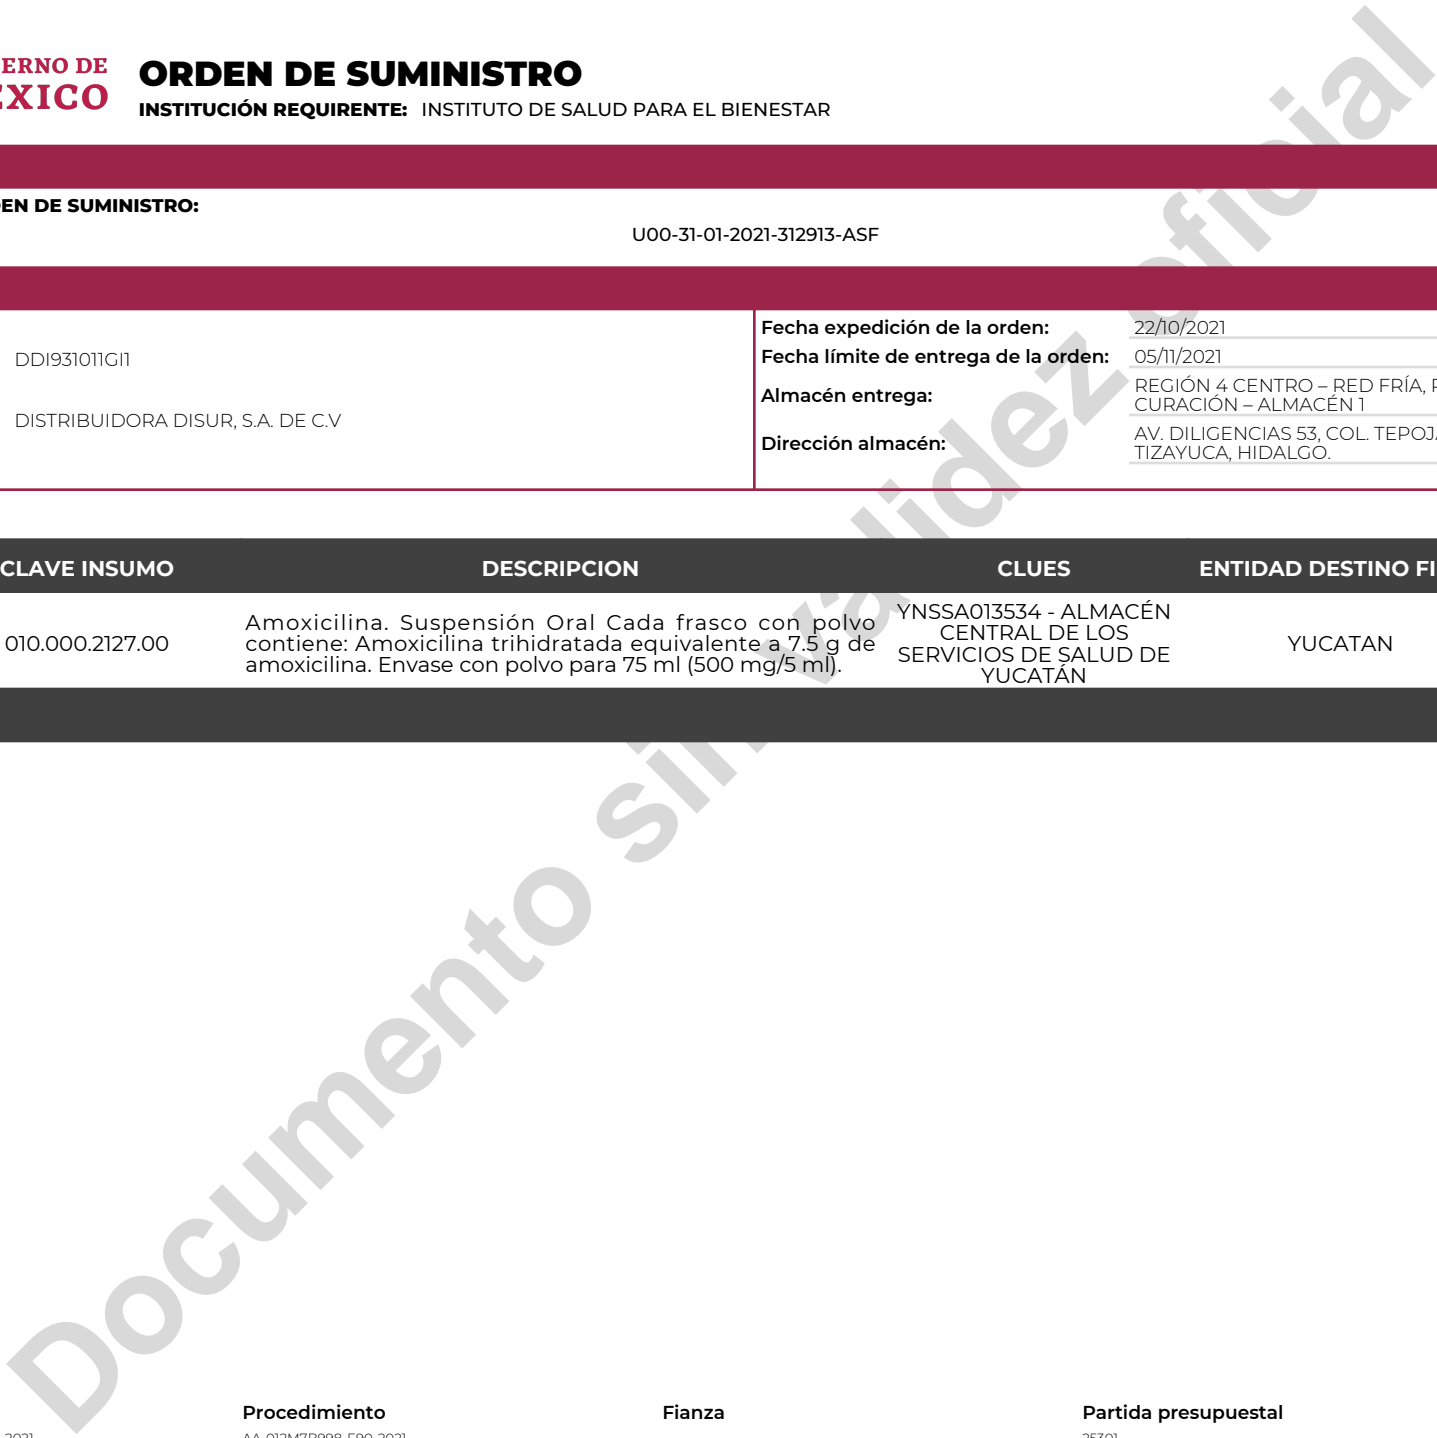 ERNO DE
ÉXICO
ORDEN DE SUMINISTRO
INSTITUCIÓN REQUIRENTE: INSTITUTO DE SALUD PARA EL BIENESTAR
EN DE SUMINISTRO:
U00-31-01-2021-312913-ASF
DDI931011GI1
DISTRIBUIDORA DISUR, S.A. DE C.V
Fecha expedición de la orden: 22/10/2021
Fecha límite de entrega de la orden: 05/11/2021
Almacén entrega: REGIÓN 4 CENTRO – RED FRÍA,
CURACIÓN – ALMACÉN 1
Dirección almacén: AV. DILIGENCIAS 53, COL. TEPOJA
TIZAYUCA, HIDALGO.
CLAVE INSUMO DESCRIPCION CLUES ENTIDAD DESTINO FI
010.000.2127.00
Amoxicilina. Suspensión Oral Cada frasco con polvo
contiene: Amoxicilina trihidratada equivalente a 7.5 g de
amoxicilina. Envase con polvo para 75 ml (500 mg/5 ml).
YNSSA013534 - ALMACÉN
CENTRAL DE LOS
SERVICIOS DE SALUD DE
YUCATÁN
YUCATAN
Documento sin validez oficial
Procedimiento Fianza Partida presupuestal